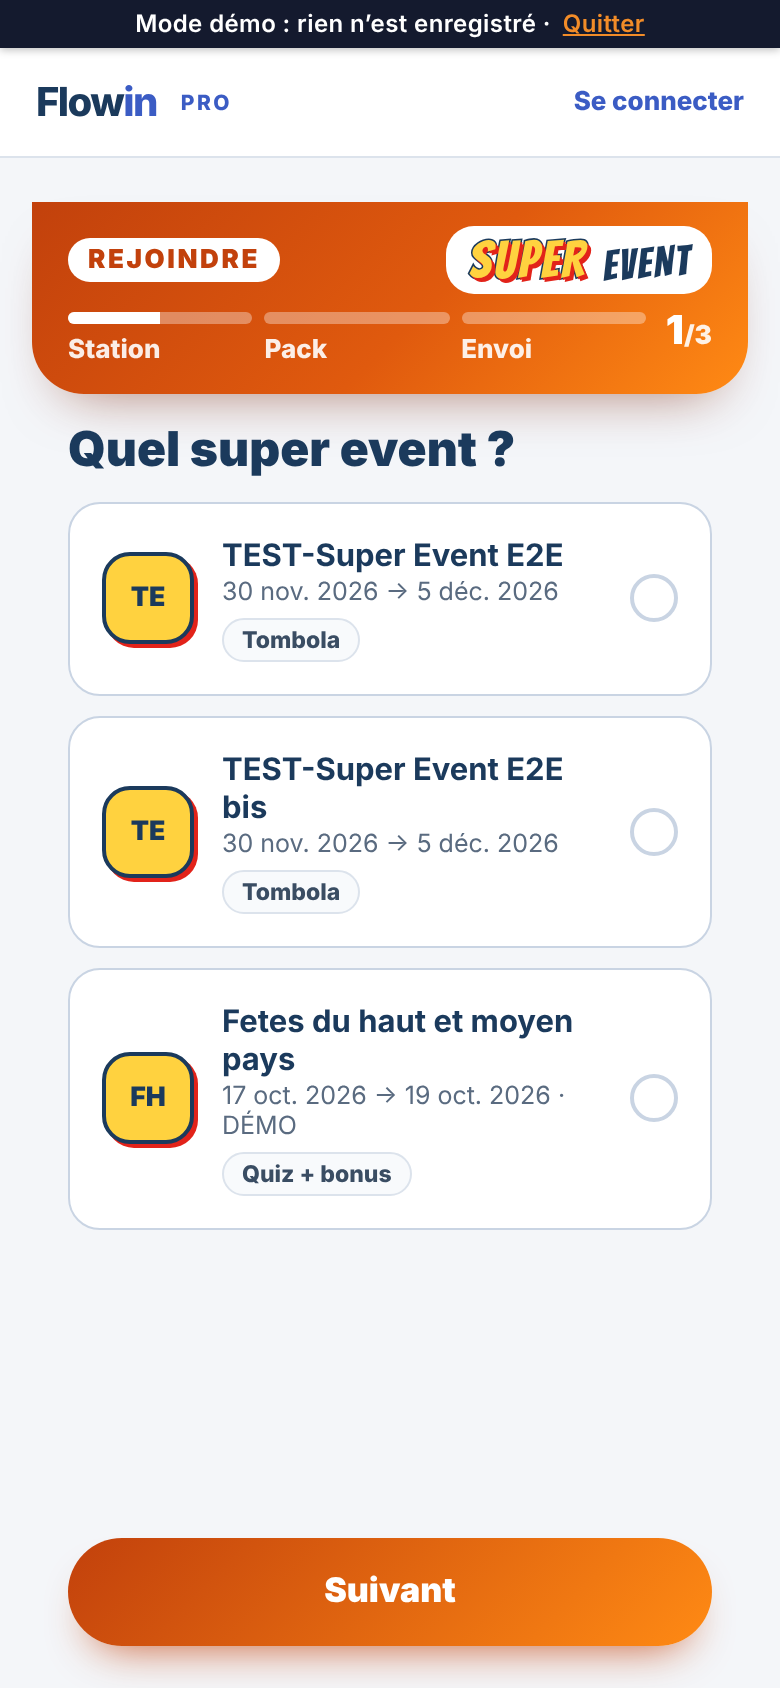 Mode démo : rien n’est enregistré · Quitter
Flowin PRO
Se connecter
REJOINDRE
SUPER EVENT
Station
Pack
Envoi
1/3
Quel super event ?
TE
TEST-Super Event E2E
30 nov. 2026 → 5 déc. 2026
Tombola
TE
TEST-Super Event E2E
bis
30 nov. 2026 → 5 déc. 2026
Tombola
FH
Fetes du haut et moyen
pays
17 oct. 2026 → 19 oct. 2026 ·
DÉMO
Quiz + bonus
Suivant